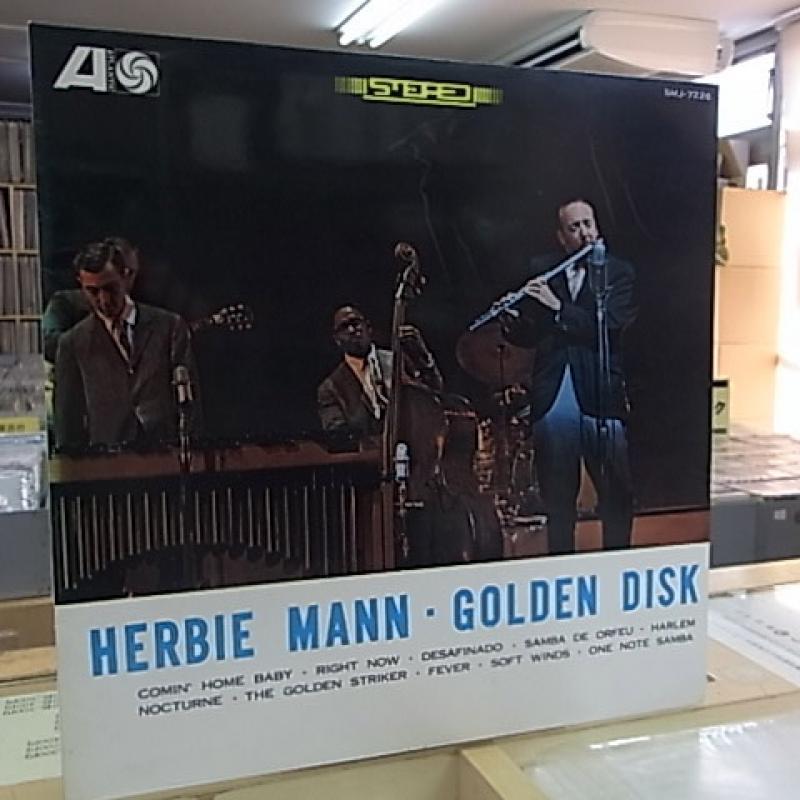 ATLANTIC
STEREO
SMJ-7226
HERBIE MANN · GOLDEN DISK
COMIN' HOME BABY · RIGHT NOW · DESAFINADO · SAMBA DE ORFEU · HARLEM
NOCTURNE · THE GOLDEN STRIKER · FEVER · SOFT WINDS · ONE NOTE SAMBA